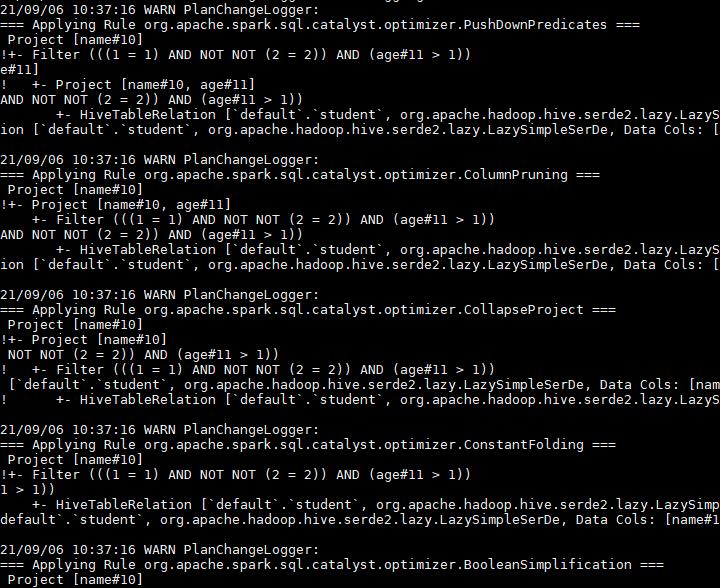 21/09/06 10:37:16 WARN PlanChangeLogger:
=== Applying Rule org.apache.spark.sql.catalyst.optimizer.PushDownPredicates ===
 Project [name#10]
!+- Filter (((1 = 1) AND NOT NOT (2 = 2)) AND (age#11 > 1))
e#11]
!   +- Project [name#10, age#11]
AND NOT NOT (2 = 2)) AND (age#11 > 1))
       +- HiveTableRelation [`default`.`student`, org.apache.hadoop.hive.serde2.lazy.LazyS
ion [`default`.`student`, org.apache.hadoop.hive.serde2.lazy.LazySimpleSerDe, Data Cols: [
21/09/06 10:37:16 WARN PlanChangeLogger:
=== Applying Rule org.apache.spark.sql.catalyst.optimizer.ColumnPruning ===
 Project [name#10]
!+- Project [name#10, age#11]
    +- Filter (((1 = 1) AND NOT NOT (2 = 2)) AND (age#11 > 1))
AND NOT NOT (2 = 2)) AND (age#11 > 1))
       +- HiveTableRelation [`default`.`student`, org.apache.hadoop.hive.serde2.lazy.LazyS
ion [`default`.`student`, org.apache.hadoop.hive.serde2.lazy.LazySimpleSerDe, Data Cols: [
21/09/06 10:37:16 WARN PlanChangeLogger:
=== Applying Rule org.apache.spark.sql.catalyst.optimizer.CollapseProject ===
 Project [name#10]
!+- Project [name#10]
 NOT NOT (2 = 2)) AND (age#11 > 1))
!   +- Filter (((1 = 1) AND NOT NOT (2 = 2)) AND (age#11 > 1))
 [`default`.`student`, org.apache.hadoop.hive.serde2.lazy.LazySimpleSerDe, Data Cols: [nam
!      +- HiveTableRelation [`default`.`student`, org.apache.hadoop.hive.serde2.lazy.LazyS
21/09/06 10:37:16 WARN PlanChangeLogger:
=== Applying Rule org.apache.spark.sql.catalyst.optimizer.ConstantFolding ===
 Project [name#10]
!+- Filter (((1 = 1) AND NOT NOT (2 = 2)) AND (age#11 > 1))
1 > 1))
    +- HiveTableRelation [`default`.`student`, org.apache.hadoop.hive.serde2.lazy.LazySimp
default`.`student`, org.apache.hadoop.hive.serde2.lazy.LazySimpleSerDe, Data Cols: [name#1
21/09/06 10:37:16 WARN PlanChangeLogger:
=== Applying Rule org.apache.spark.sql.catalyst.optimizer.BooleanSimplification ===
 Project [name#10]